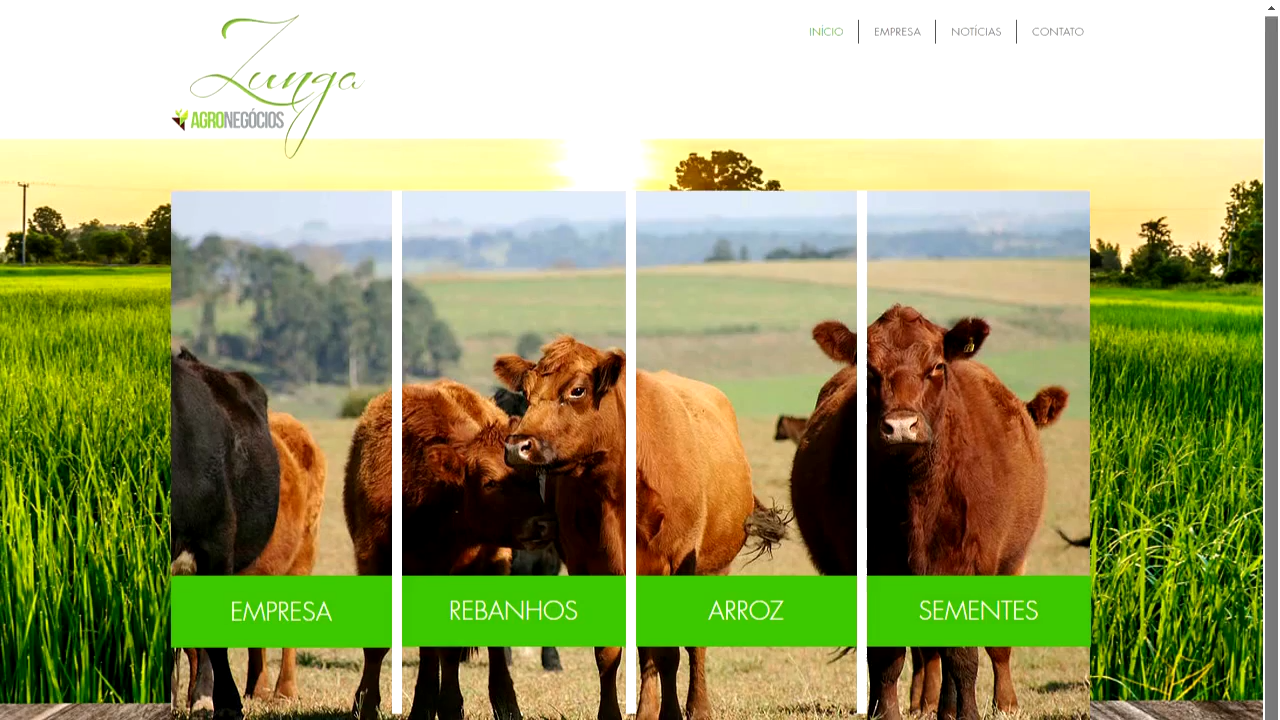 Zunga
AGRONEGÓCIOS
INÍCIO
EMPRESA
NOTÍCIAS
CONTATO
EMPRESA
REBANHOS
ARROZ
SEMENTES